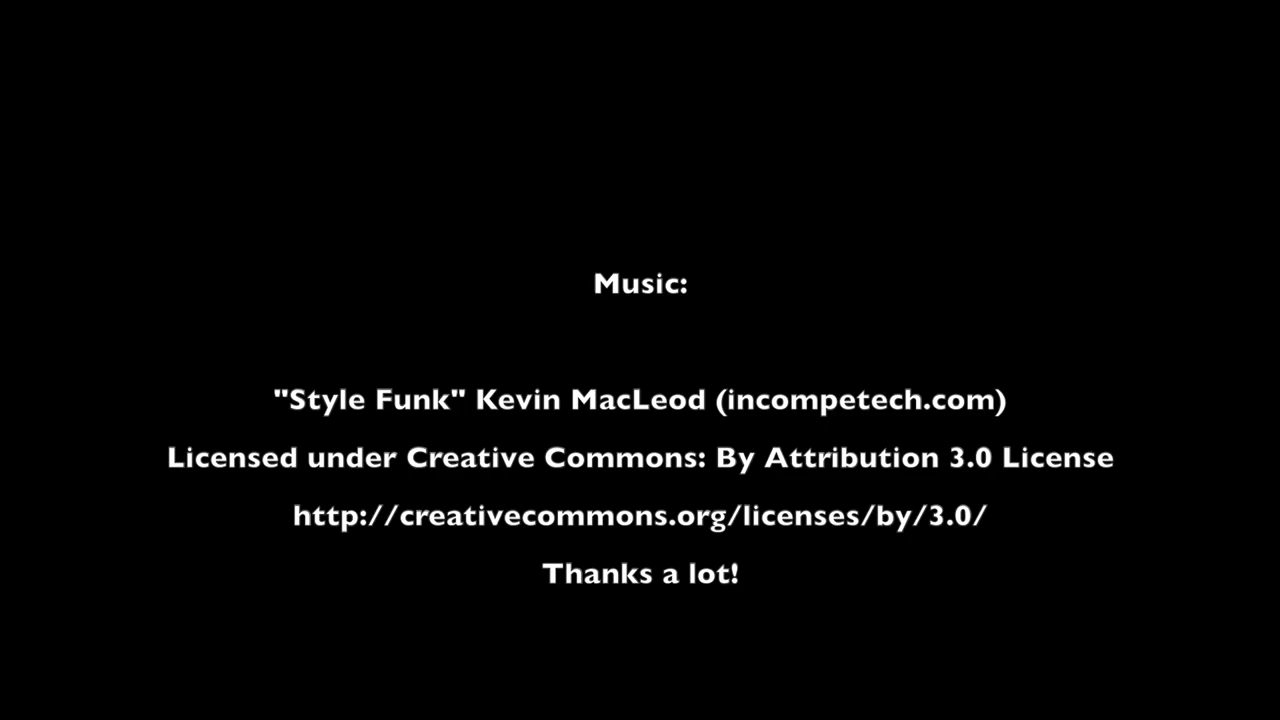 Music:
"Style Funk" Kevin MacLeod (incompetech.com)
Licensed under Creative Commons: By Attribution 3.0 License
http://creativecommons.org/licenses/by/3.0/
Thanks a lot!